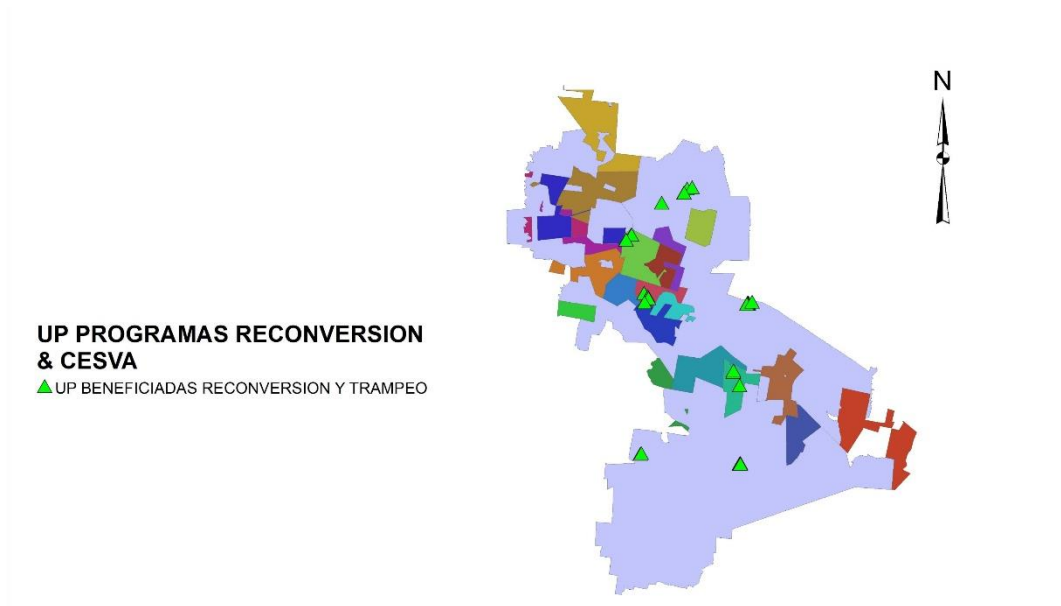 N
UP PROGRAMAS RECONVERSION
& CESVA
UP BENEFICIADAS RECONVERSION Y TRAMPEO